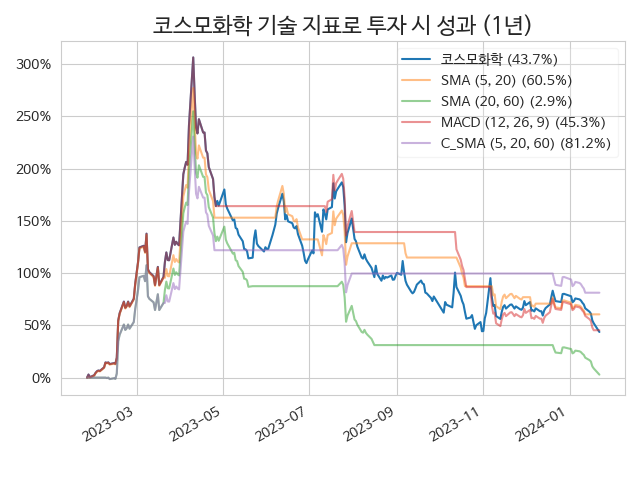 코스모화학 기술 지표로 투자 시 성과 (1년)
코스모화학 (43.7%)
SMA (5, 20) (60.5%)
SMA (20, 60) (2.9%)
MACD (12, 26, 9) (45.3%)
C_SMA (5, 20, 60) (81.2%)
300%
250%
200%
150%
100%
50%
0%
2023-03
2023-05
2023-07
2023-09
2023-11
2024-01